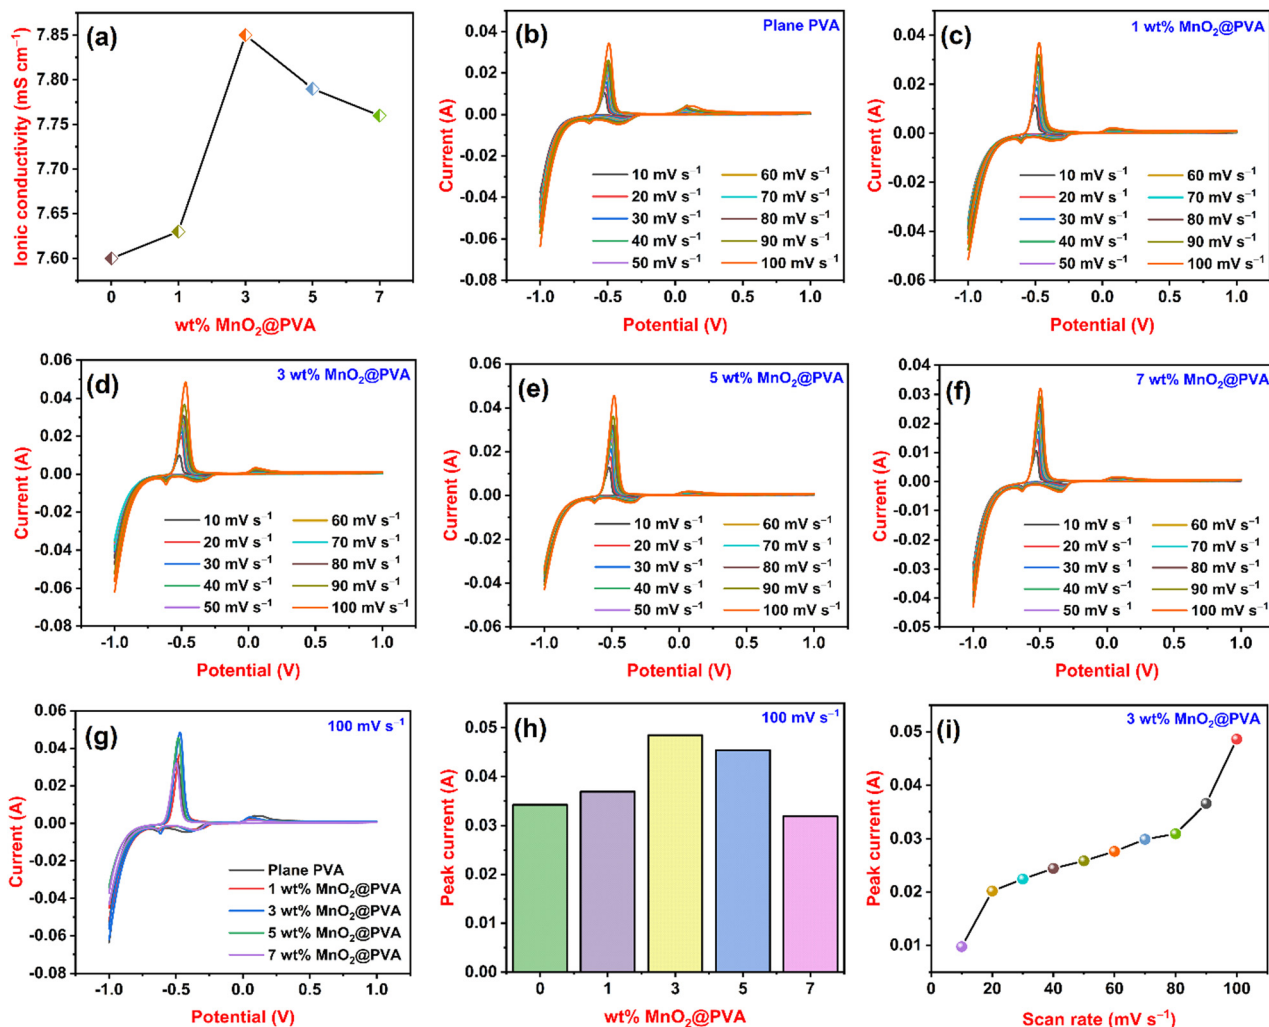 (a)
Ionic conductivity (mS cm⁻¹)
7.85
7.80
7.75
7.70
7.65
7.60
0 1 3 5 7
wt% MnO₂@PVA
(b)
Plane PVA
Current (A)
0.04
0.02
0.00
-0.02
-0.04
-0.06
-0.08
10 mV s⁻¹ 60 mV s⁻¹
20 mV s⁻¹ 70 mV s⁻¹
30 mV s⁻¹ 80 mV s⁻¹
40 mV s⁻¹ 90 mV s⁻¹
50 mV s⁻¹ 100 mV s⁻¹
-1.0 -0.5 0.0 0.5 1.0
Potential (V)
(c)
1 wt% MnO₂@PVA
Current (A)
0.04
0.02
0.00
-0.02
-0.04
-0.06
10 mV s⁻¹ 60 mV s⁻¹
20 mV s⁻¹ 70 mV s⁻¹
30 mV s⁻¹ 80 mV s⁻¹
40 mV s⁻¹ 90 mV s⁻¹
50 mV s⁻¹ 100 mV s⁻¹
-1.0 -0.5 0.0 0.5 1.0
Potential (V)
(d)
3 wt% MnO₂@PVA
Current (A)
0.06
0.04
0.02
0.00
-0.02
-0.04
-0.06
-0.08
10 mV s⁻¹ 60 mV s⁻¹
20 mV s⁻¹ 70 mV s⁻¹
30 mV s⁻¹ 80 mV s⁻¹
40 mV s⁻¹ 90 mV s⁻¹
50 mV s⁻¹ 100 mV s⁻¹
-1.0 -0.5 0.0 0.5 1.0
Potential (V)
(e)
5 wt% MnO₂@PVA
Current (A)
0.06
0.04
0.02
0.00
-0.02
-0.04
-0.06
10 mV s⁻¹ 60 mV s⁻¹
20 mV s⁻¹ 70 mV s⁻¹
30 mV s⁻¹ 80 mV s⁻¹
40 mV s⁻¹ 90 mV s⁻¹
50 mV s⁻¹ 100 mV s⁻¹
-1.0 -0.5 0.0 0.5 1.0
Potential (V)
(f)
7 wt% MnO₂@PVA
Current (A)
0.04
0.03
0.02
0.01
0.00
-0.01
-0.02
-0.03
-0.04
-0.05
10 mV s⁻¹ 60 mV s⁻¹
20 mV s⁻¹ 70 mV s⁻¹
30 mV s⁻¹ 80 mV s⁻¹
40 mV s⁻¹ 90 mV s⁻¹
50 mV s⁻¹ 100 mV s⁻¹
-1.0 -0.5 0.0 0.5 1.0
Potential (V)
(g)
100 mV s⁻¹
Current (A)
0.06
0.04
0.02
0.00
-0.02
-0.04
-0.06
-0.08
Plane PVA
1 wt% MnO₂@PVA
3 wt% MnO₂@PVA
5 wt% MnO₂@PVA
7 wt% MnO₂@PVA
-1.0 -0.5 0.0 0.5 1.0
Potential (V)
(h)
100 mV s⁻¹
Peak current (A)
0.05
0.04
0.03
0.02
0.01
0.00
0 1 3 5 7
wt% MnO₂@PVA
(i)
3 wt% MnO₂@PVA
Peak current (A)
0.05
0.04
0.03
0.02
0.01
0 20 40 60 80 100
Scan rate (mV s⁻¹)